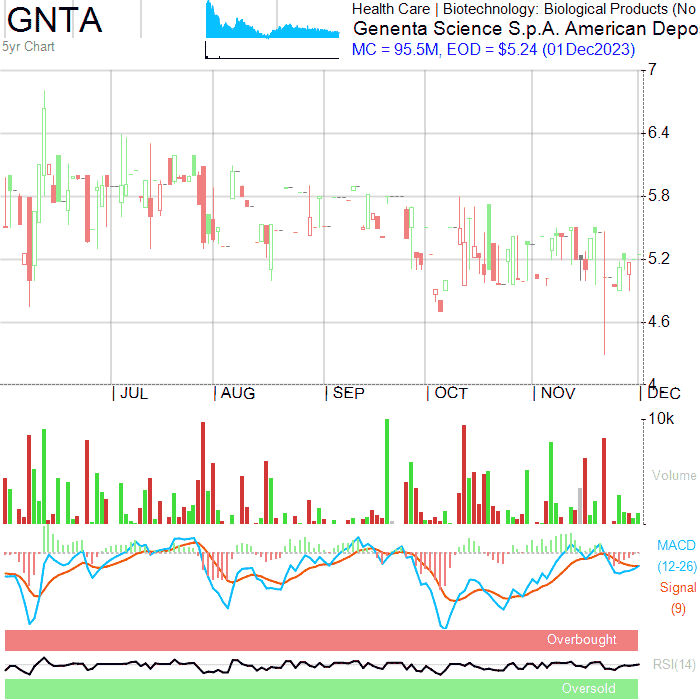 GNTA
5yr Chart
Health Care | Biotechnology: Biological Products (No
Genenta Science S.p.A. American Depo
MC = 95.5M, EOD = $5.24 (01Dec2023)
7
6.4
5.8
5.2
4.6
4
JUL AUG SEP OCT NOV DEC
10k
Volume
MACD
(12-26)
Signal
(9)
Overbought
RSI(14)
Oversold